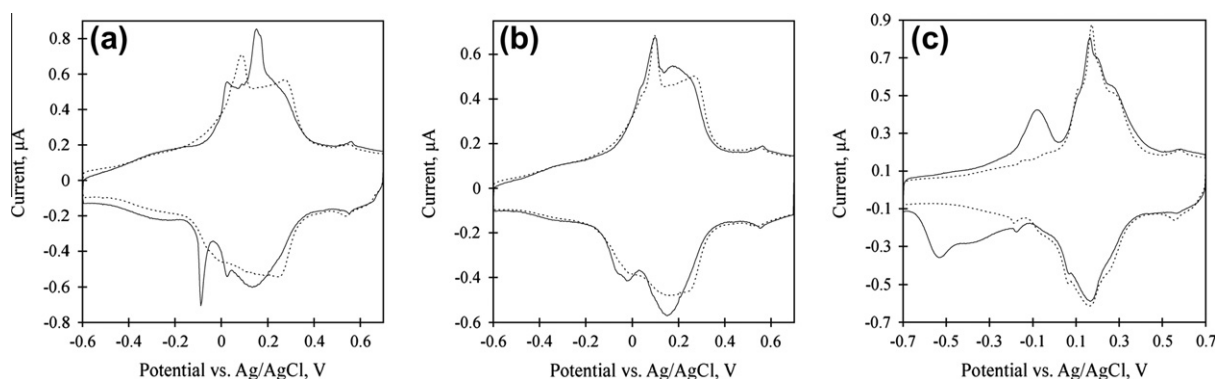 (a)
Current, µA
0.8
0.6
0.4
0.2
0
-0.2
-0.4
-0.6
-0.8
-0.6 -0.4 -0.2 0 0.2 0.4 0.6
Potential vs. Ag/AgCl, V
(b)
Current, µA
0.6
0.4
0.2
0
-0.2
-0.4
-0.6
-0.6 -0.4 -0.2 0 0.2 0.4 0.6
Potential vs. Ag/AgCl, V
(c)
Current, µA
0.9
0.7
0.5
0.3
0.1
-0.1
-0.3
-0.5
-0.7
-0.7 -0.5 -0.3 -0.1 0.1 0.3 0.5 0.7
Potential vs. Ag/AgCl, V